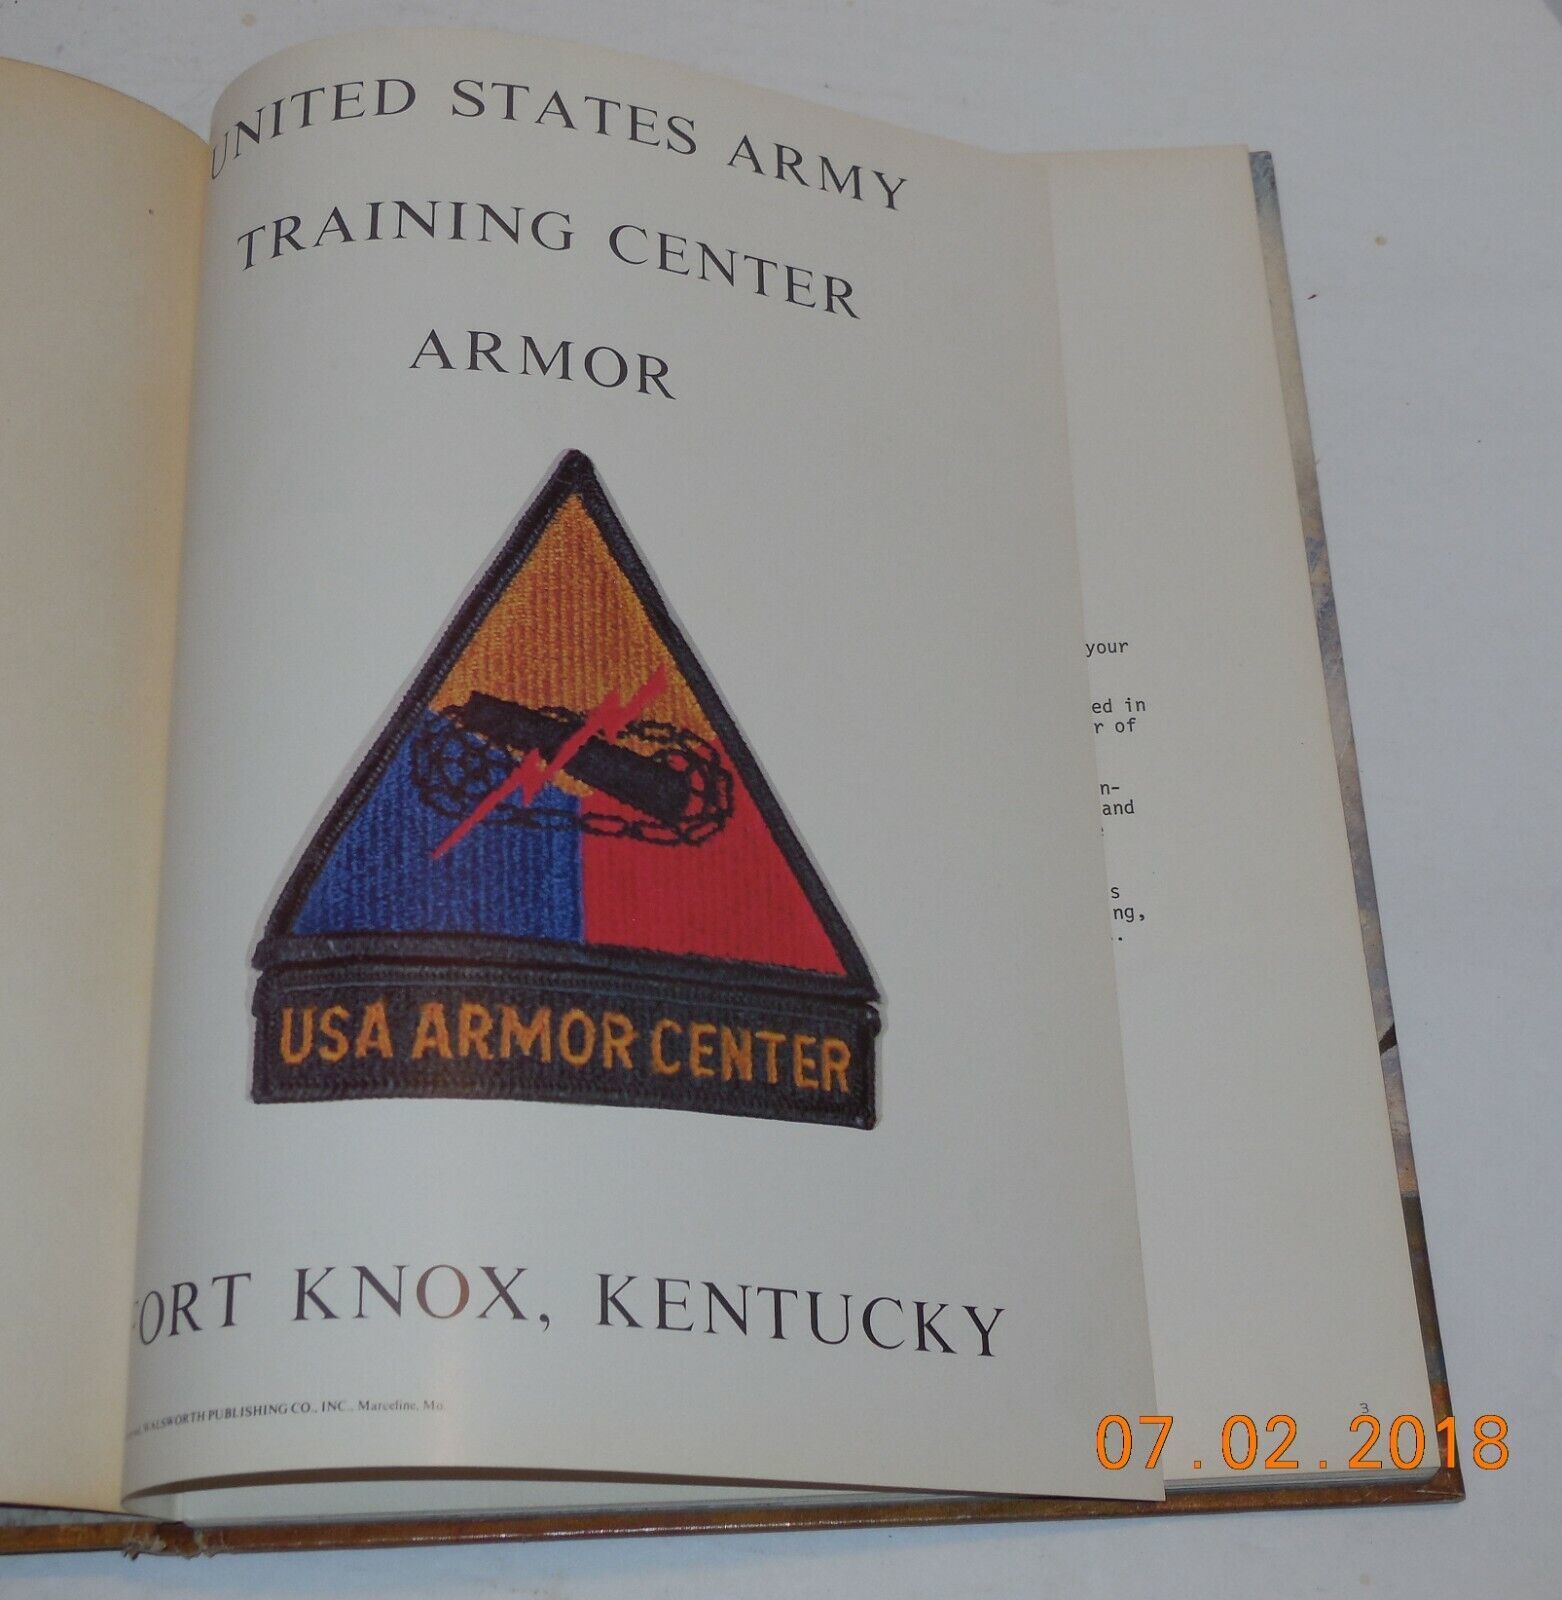 UNITED STATES ARMY
TRAINING CENTER
ARMOR
USA ARMOR CENTER
FORT KNOX, KENTUCKY
WALSWORTH PUBLISHING CO., INC., Marceline, Mo.
your
ed in
r of
n-
and
s
ng,
.
3
07.02.2018